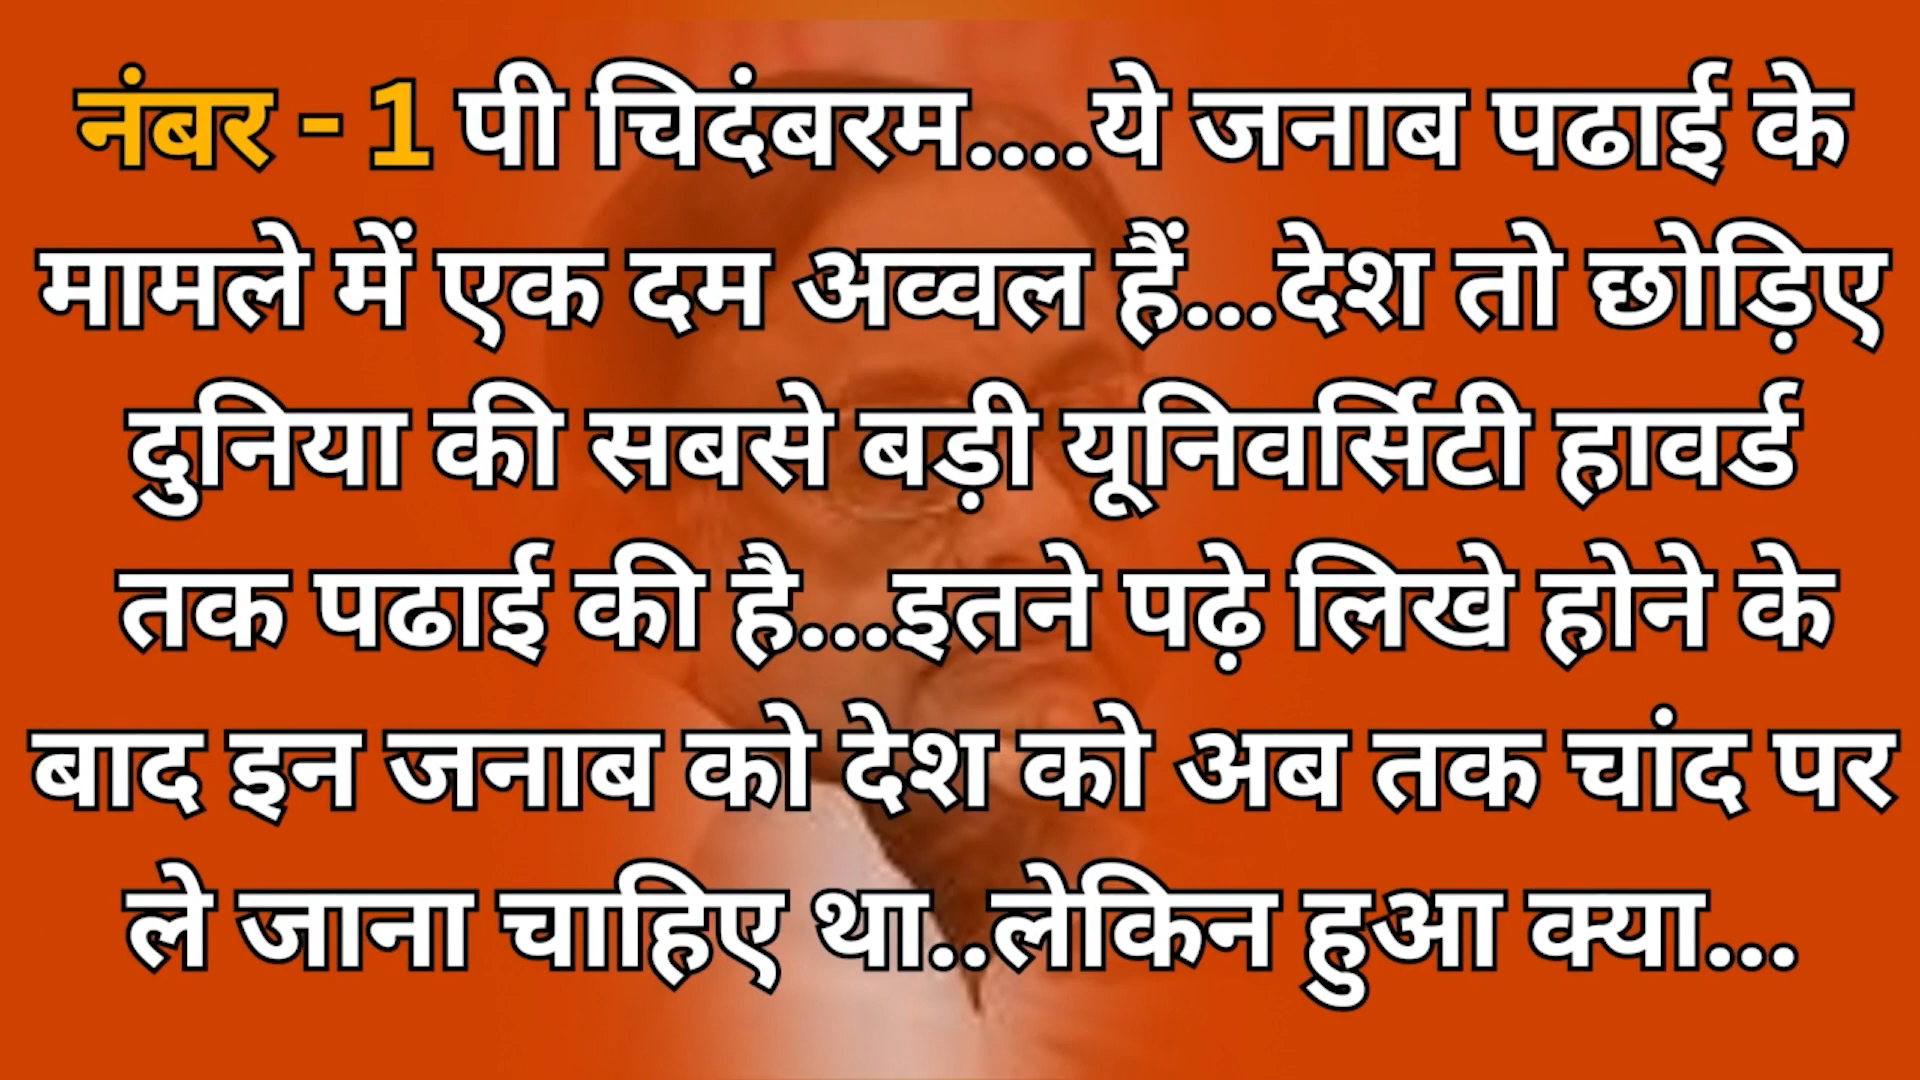 नंबर - 1 पी चिदंबरम....ये जनाब पढाई के
मामले में एक दम अव्वल हैं...देश तो छोड़िए
दुनिया की सबसे बड़ी यूनिवर्सिटी हावर्ड
तक पढाई की है...इतने पढ़े लिखे होने के
बाद इन जनाब को देश को अब तक चांद पर
ले जाना चाहिए था..लेकिन हुआ क्या...